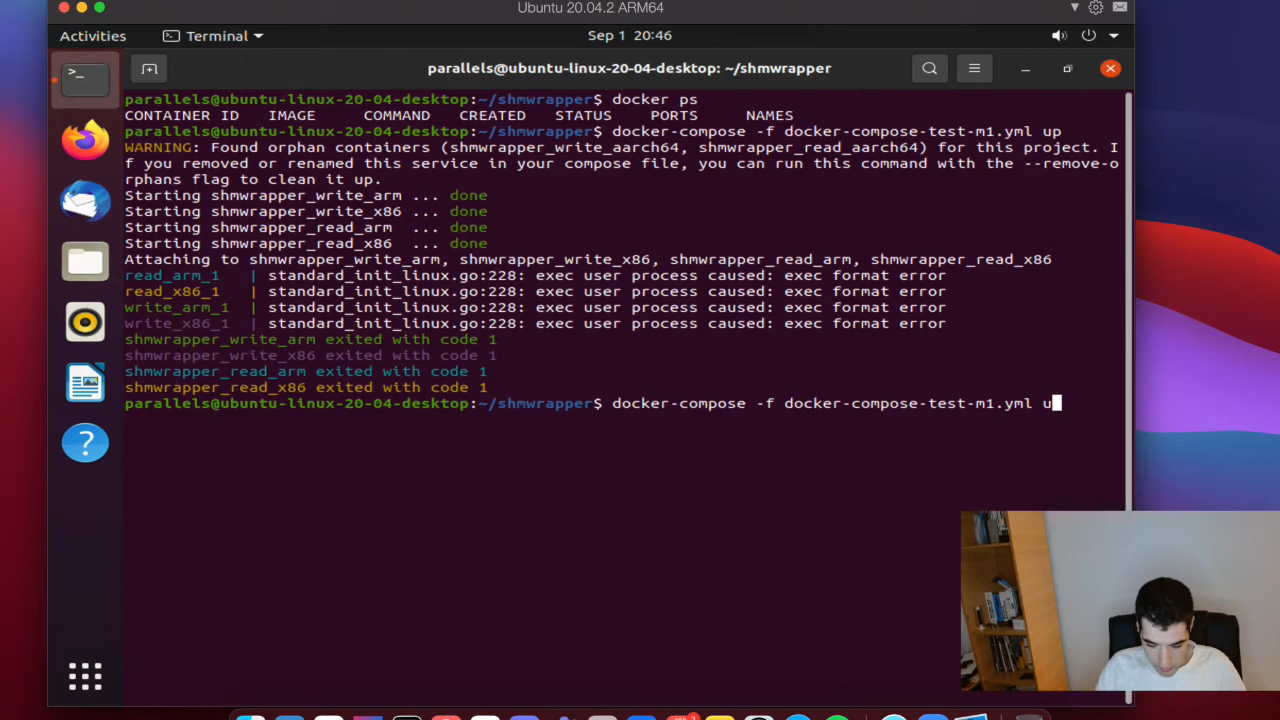 Ubuntu 20.04.2 ARM64
Activities
Terminal
Sep 1 20:46
parallels@ubuntu-linux-20-04-desktop: ~/shmwrapper
parallels@ubuntu-linux-20-04-desktop:~/shmwrapper$ docker ps
CONTAINER ID   IMAGE     COMMAND   CREATED   STATUS    PORTS     NAMES
parallels@ubuntu-linux-20-04-desktop:~/shmwrapper$ docker-compose -f docker-compose-test-m1.yml up
WARNING: Found orphan containers (shmwrapper_write_aarch64, shmwrapper_read_aarch64) for this project. I
f you removed or renamed this service in your compose file, you can run this command with the --remove-o
rphans flag to clean it up.
Starting shmwrapper_write_arm ... done
Starting shmwrapper_write_x86 ... done
Starting shmwrapper_read_arm  ... done
Starting shmwrapper_read_x86  ... done
Attaching to shmwrapper_write_arm, shmwrapper_write_x86, shmwrapper_read_arm, shmwrapper_read_x86
read_arm_1   | standard_init_linux.go:228: exec user process caused: exec format error
read_x86_1   | standard_init_linux.go:228: exec user process caused: exec format error
write_arm_1  | standard_init_linux.go:228: exec user process caused: exec format error
write_x86_1  | standard_init_linux.go:228: exec user process caused: exec format error
shmwrapper_write_arm exited with code 1
shmwrapper_write_x86 exited with code 1
shmwrapper_read_arm exited with code 1
shmwrapper_read_x86 exited with code 1
parallels@ubuntu-linux-20-04-desktop:~/shmwrapper$ docker-compose -f docker-compose-test-m1.yml u